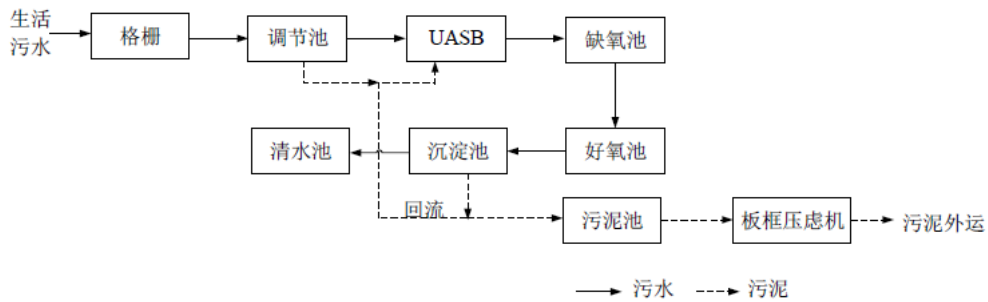 生活
污水
格栅
调节池
UASB
缺氧池
清水池
沉淀池
好氧池
回流
污泥池
板框压虑机
污泥外运
污水
污泥